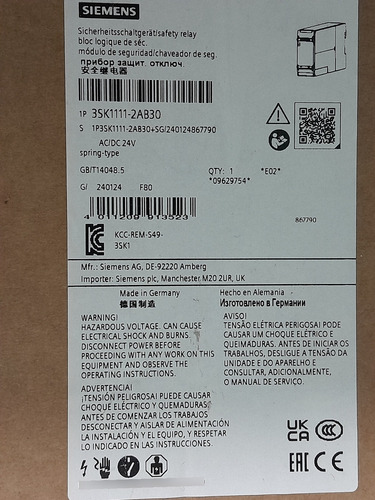 SIEMENS
Sicherheitsschaltgerät/safety relay
bloc logique de séc.
módulo de seguridad/chaveador de seg.
прибор защит. отключ.
安全继电器
1P 3SK1111-2AB30
S 1P3SK1111-2AB30+SG/240124867790
AC/DC 24V
spring-type
GB/T14048.5
QTY: 1 *E02*
*09629754*
G/ 240124 F80
4 011209 913523
867790
KCC-REM-S49-
3SK1
Mfr.: Siemens AG, DE-92220 Amberg
Importer: Siemens plc, Manchester, M20 2UR, UK
Made in Germany
德国制造
Hecho en Alemania
Изготовлено в Германии
WARNING!
HAZARDOUS VOLTAGE. CAN CAUSE
ELECTRICAL SHOCK AND BURNS.
DISCONNECT POWER BEFORE
PROCEEDING WITH ANY WORK ON THIS
EQUIPMENT AND OBSERVE THE
OPERATING INSTRUCTIONS.
ADVERTENCIA!
¡TENSIÓN PELIGROSA! PUEDE CAUSAR
CHOQUE ELÉCTRICO Y QUEMADURAS.
ANTES DE COMENZAR LOS TRABAJOS
DESCONECTAR Y AISLAR DE ALIMENTACIÓN
LA INSTALACIÓN Y EL EQUIPO, Y RESPETAR
LO INDICADO EN LAS INSTRUCCIONES.
AVISO!
TENSÃO ELÉTRICA PERIGOSA! PODE
CAUSAR UM CHOQUE ELÉTRICO E
QUEIMADURAS. ANTES DE INICIAR OS
TRABALHOS, DESLIGUE A TENSÃO DA
UNIDADE E DO APARELHO E
CONSULTAR, ADICIONALMENTE,
O MANUAL DE SERVIÇO.
UK
CA
CCC
EAC CE